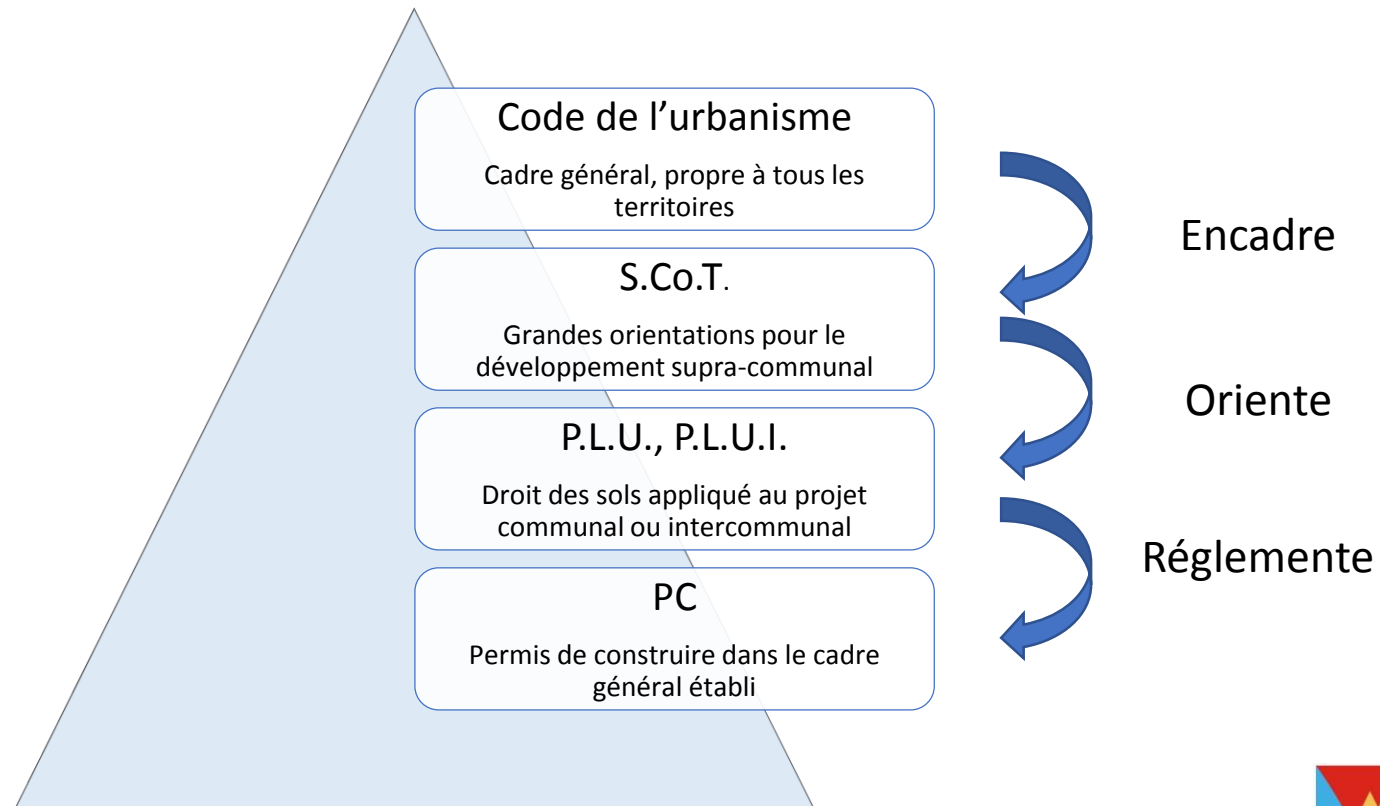 Code de l’urbanisme
Cadre général, propre à tous les
territoires
S.Co.T.
Grandes orientations pour le
développement supra-communal
P.L.U., P.L.U.I.
Droit des sols appliqué au projet
communal ou intercommunal
PC
Permis de construire dans le cadre
général établi
Encadre
Oriente
Réglemente